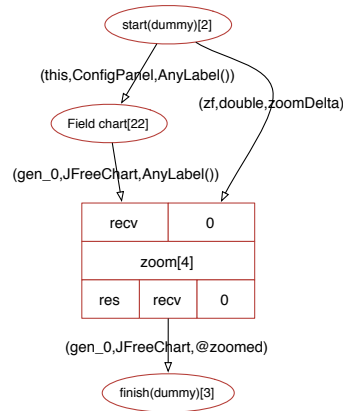 start(dummy)[2]
(this,ConfigPanel,AnyLabel())
(zf,double,zoomDelta)
Field chart[22]
(gen_0,JFreeChart,AnyLabel())
recv 0
zoom[4]
res recv 0
(gen_0,JFreeChart,@zoomed)
finish(dummy)[3]